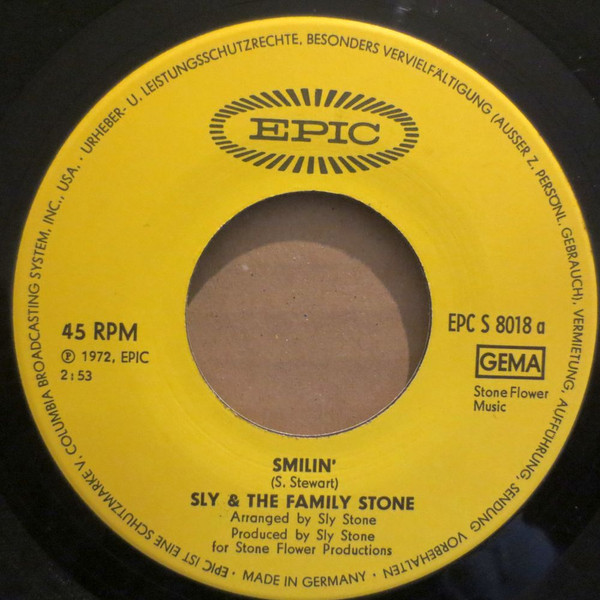 EPIC
45 RPM
Ⓟ 1972, EPIC
2:53
EPC S 8018 a
GEMA
Stone Flower
Music
SMILIN'
(S. Stewart)
SLY & THE FAMILY STONE
Arranged by Sly Stone
Produced by Sly Stone
for Stone Flower Productions
EPIC IST EINE SCHUTZMARKE V. COLUMBIA BROADCASTING SYSTEM, INC., USA. · URHEBER- U. LEISTUNGSSCHUTZRECHTE, BESONDERS VERVIELFÄLTIGUNG (AUSSER Z. PERSÖNL. GEBRAUCH), VERMIETUNG, AUFFÜHRUNG, SENDUNG VORBEHALTEN · MADE IN GERMANY ·